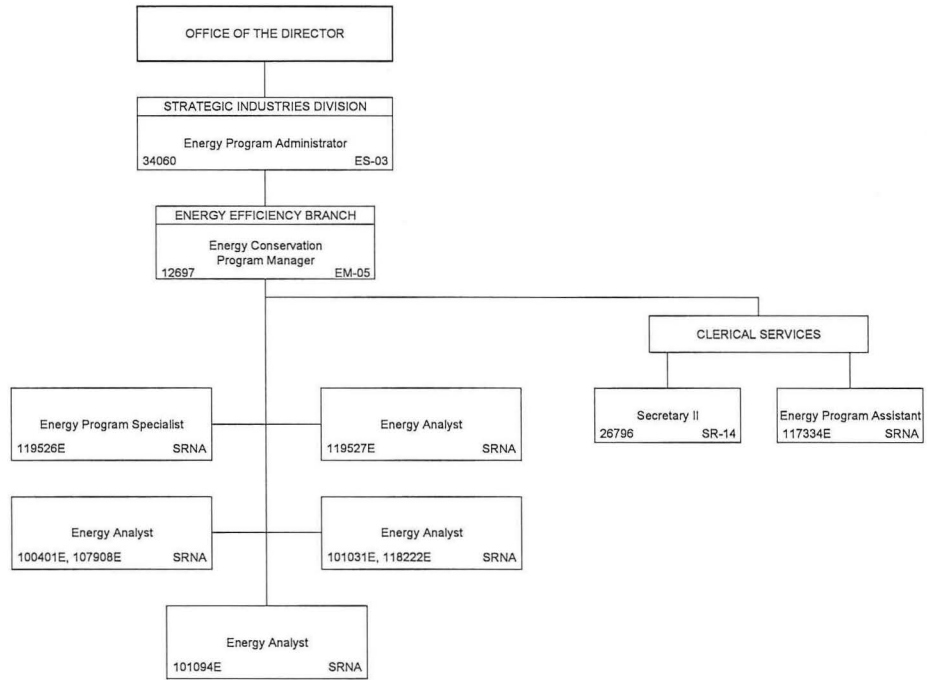 OFFICE OF THE DIRECTOR
STRATEGIC INDUSTRIES DIVISION
Energy Program Administrator
34060 ES-03
ENERGY EFFICIENCY BRANCH
Energy Conservation
Program Manager
12697 EM-05
CLERICAL SERVICES
Secretary II
26796 SR-14
Energy Program Assistant
117334E SRNA
Energy Program Specialist
119526E SRNA
Energy Analyst
119527E SRNA
Energy Analyst
100401E, 107908E SRNA
Energy Analyst
101031E, 118222E SRNA
Energy Analyst
101094E SRNA